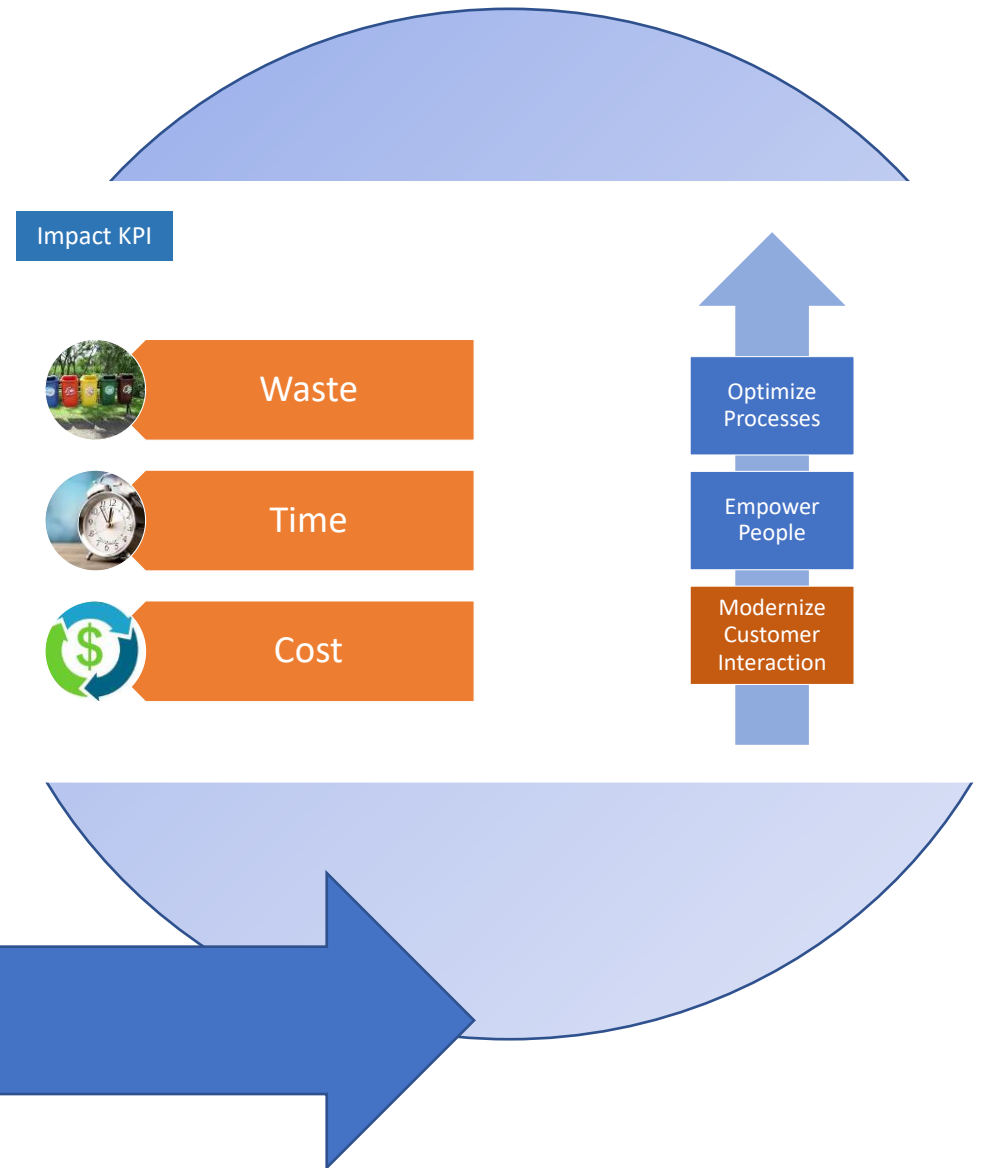 Impact KPI
Waste
Time
Cost
Optimize
Processes
Empower
People
Modernize
Customer
Interaction